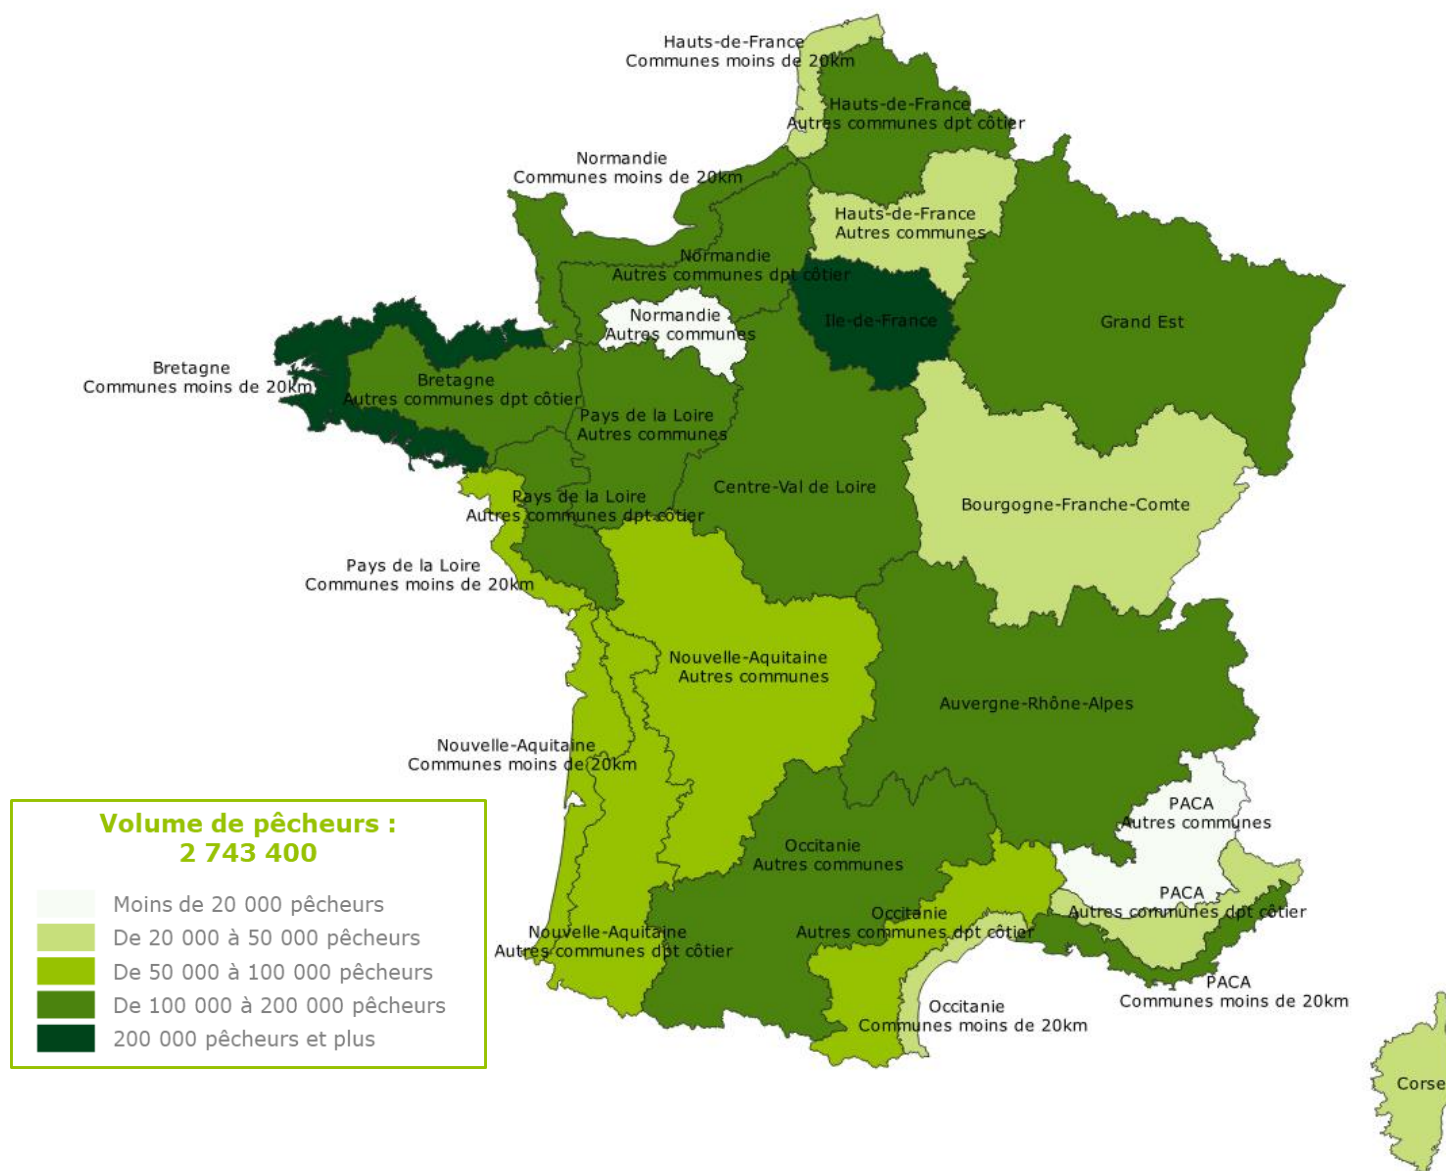 Hauts-de-France
Communes moins de 20km
Hauts-de-France
Autres communes dpt côtier
Normandie
Communes moins de 20km
Hauts-de-France
Autres communes
Normandie
Autres communes dpt côtier
Normandie
Autres communes
Ile-de-France
Grand Est
Bretagne
Communes moins de 20km
Bretagne
Autres communes dpt côtier
Pays de la Loire
Autres communes
Centre-Val de Loire
Pays de la Loire
Autres communes dpt côtier
Bourgogne-Franche-Comte
Pays de la Loire
Communes moins de 20km
Nouvelle-Aquitaine
Autres communes
Auvergne-Rhône-Alpes
Nouvelle-Aquitaine
Communes moins de 20km
PACA
Autres communes
Occitanie
Autres communes
PACA
Autres communes dpt côtier
Occitanie
Autres communes dpt côtier
Nouvelle-Aquitaine
Autres communes dpt côtier
PACA
Communes moins de 20km
Occitanie
Communes moins de 20km
Corse
Volume de pêcheurs :
2 743 400
Moins de 20 000 pêcheurs
De 20 000 à 50 000 pêcheurs
De 50 000 à 100 000 pêcheurs
De 100 000 à 200 000 pêcheurs
200 000 pêcheurs et plus